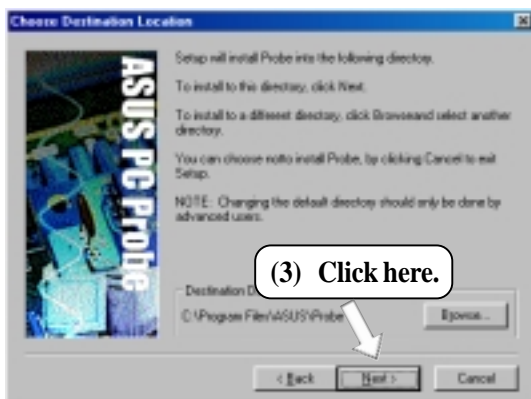 Choose Destination Location
ASUS PC Probe
Setup will install Probe into the following directory.
To install to this directory, click Next.
To install to a different directory, click Browseand select another
directory.
You can choose notto install Probe, by clicking Cancel to exit
Setup.
NOTE: Changing the default directory should only be done by
advanced users.
(3) Click here.
Destination D
C:\Program Files\ASUS\Probe
Browse...
< Back
Next >
Cancel